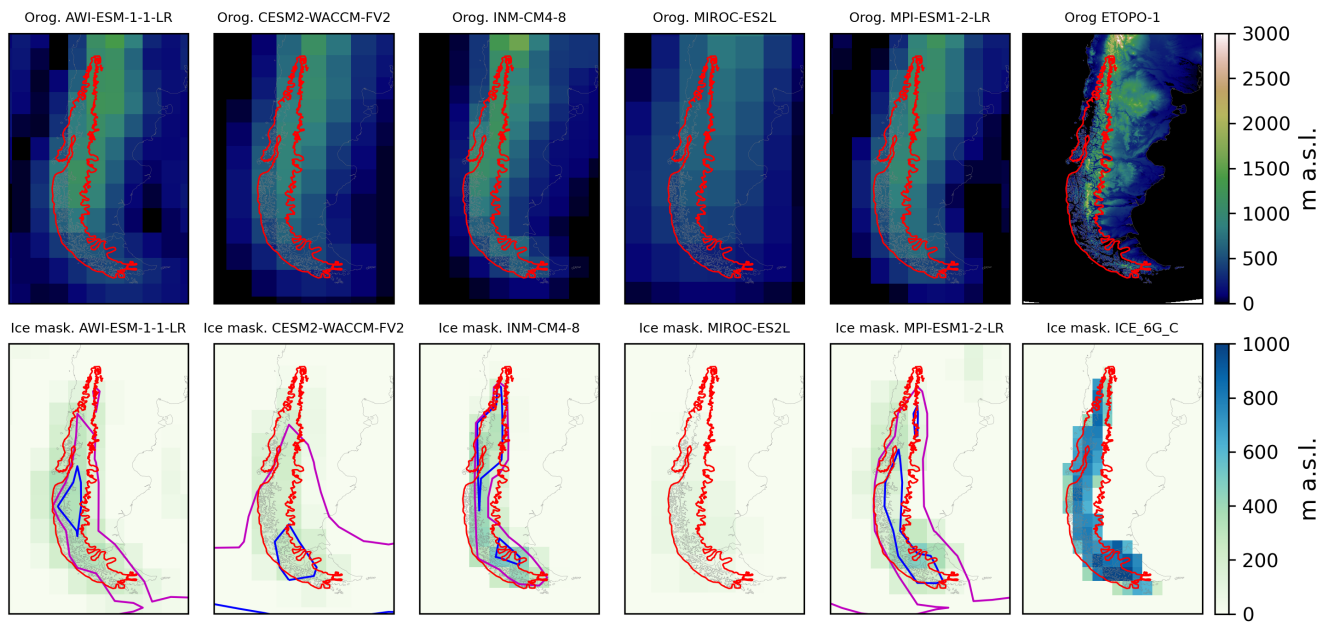 Orog. AWI-ESM-1-1-LR
Orog. CESM2-WACCM-FV2
Orog. INM-CM4-8
Orog. MIROC-ES2L
Orog. MPI-ESM1-2-LR
Orog ETOPO-1
3000
2500
2000
1500
1000
500
0
m a.s.l.
Ice mask. AWI-ESM-1-1-LR
Ice mask. CESM2-WACCM-FV2
Ice mask. INM-CM4-8
Ice mask. MIROC-ES2L
Ice mask. MPI-ESM1-2-LR
Ice mask. ICE_6G_C
1000
800
600
400
200
0
m a.s.l.